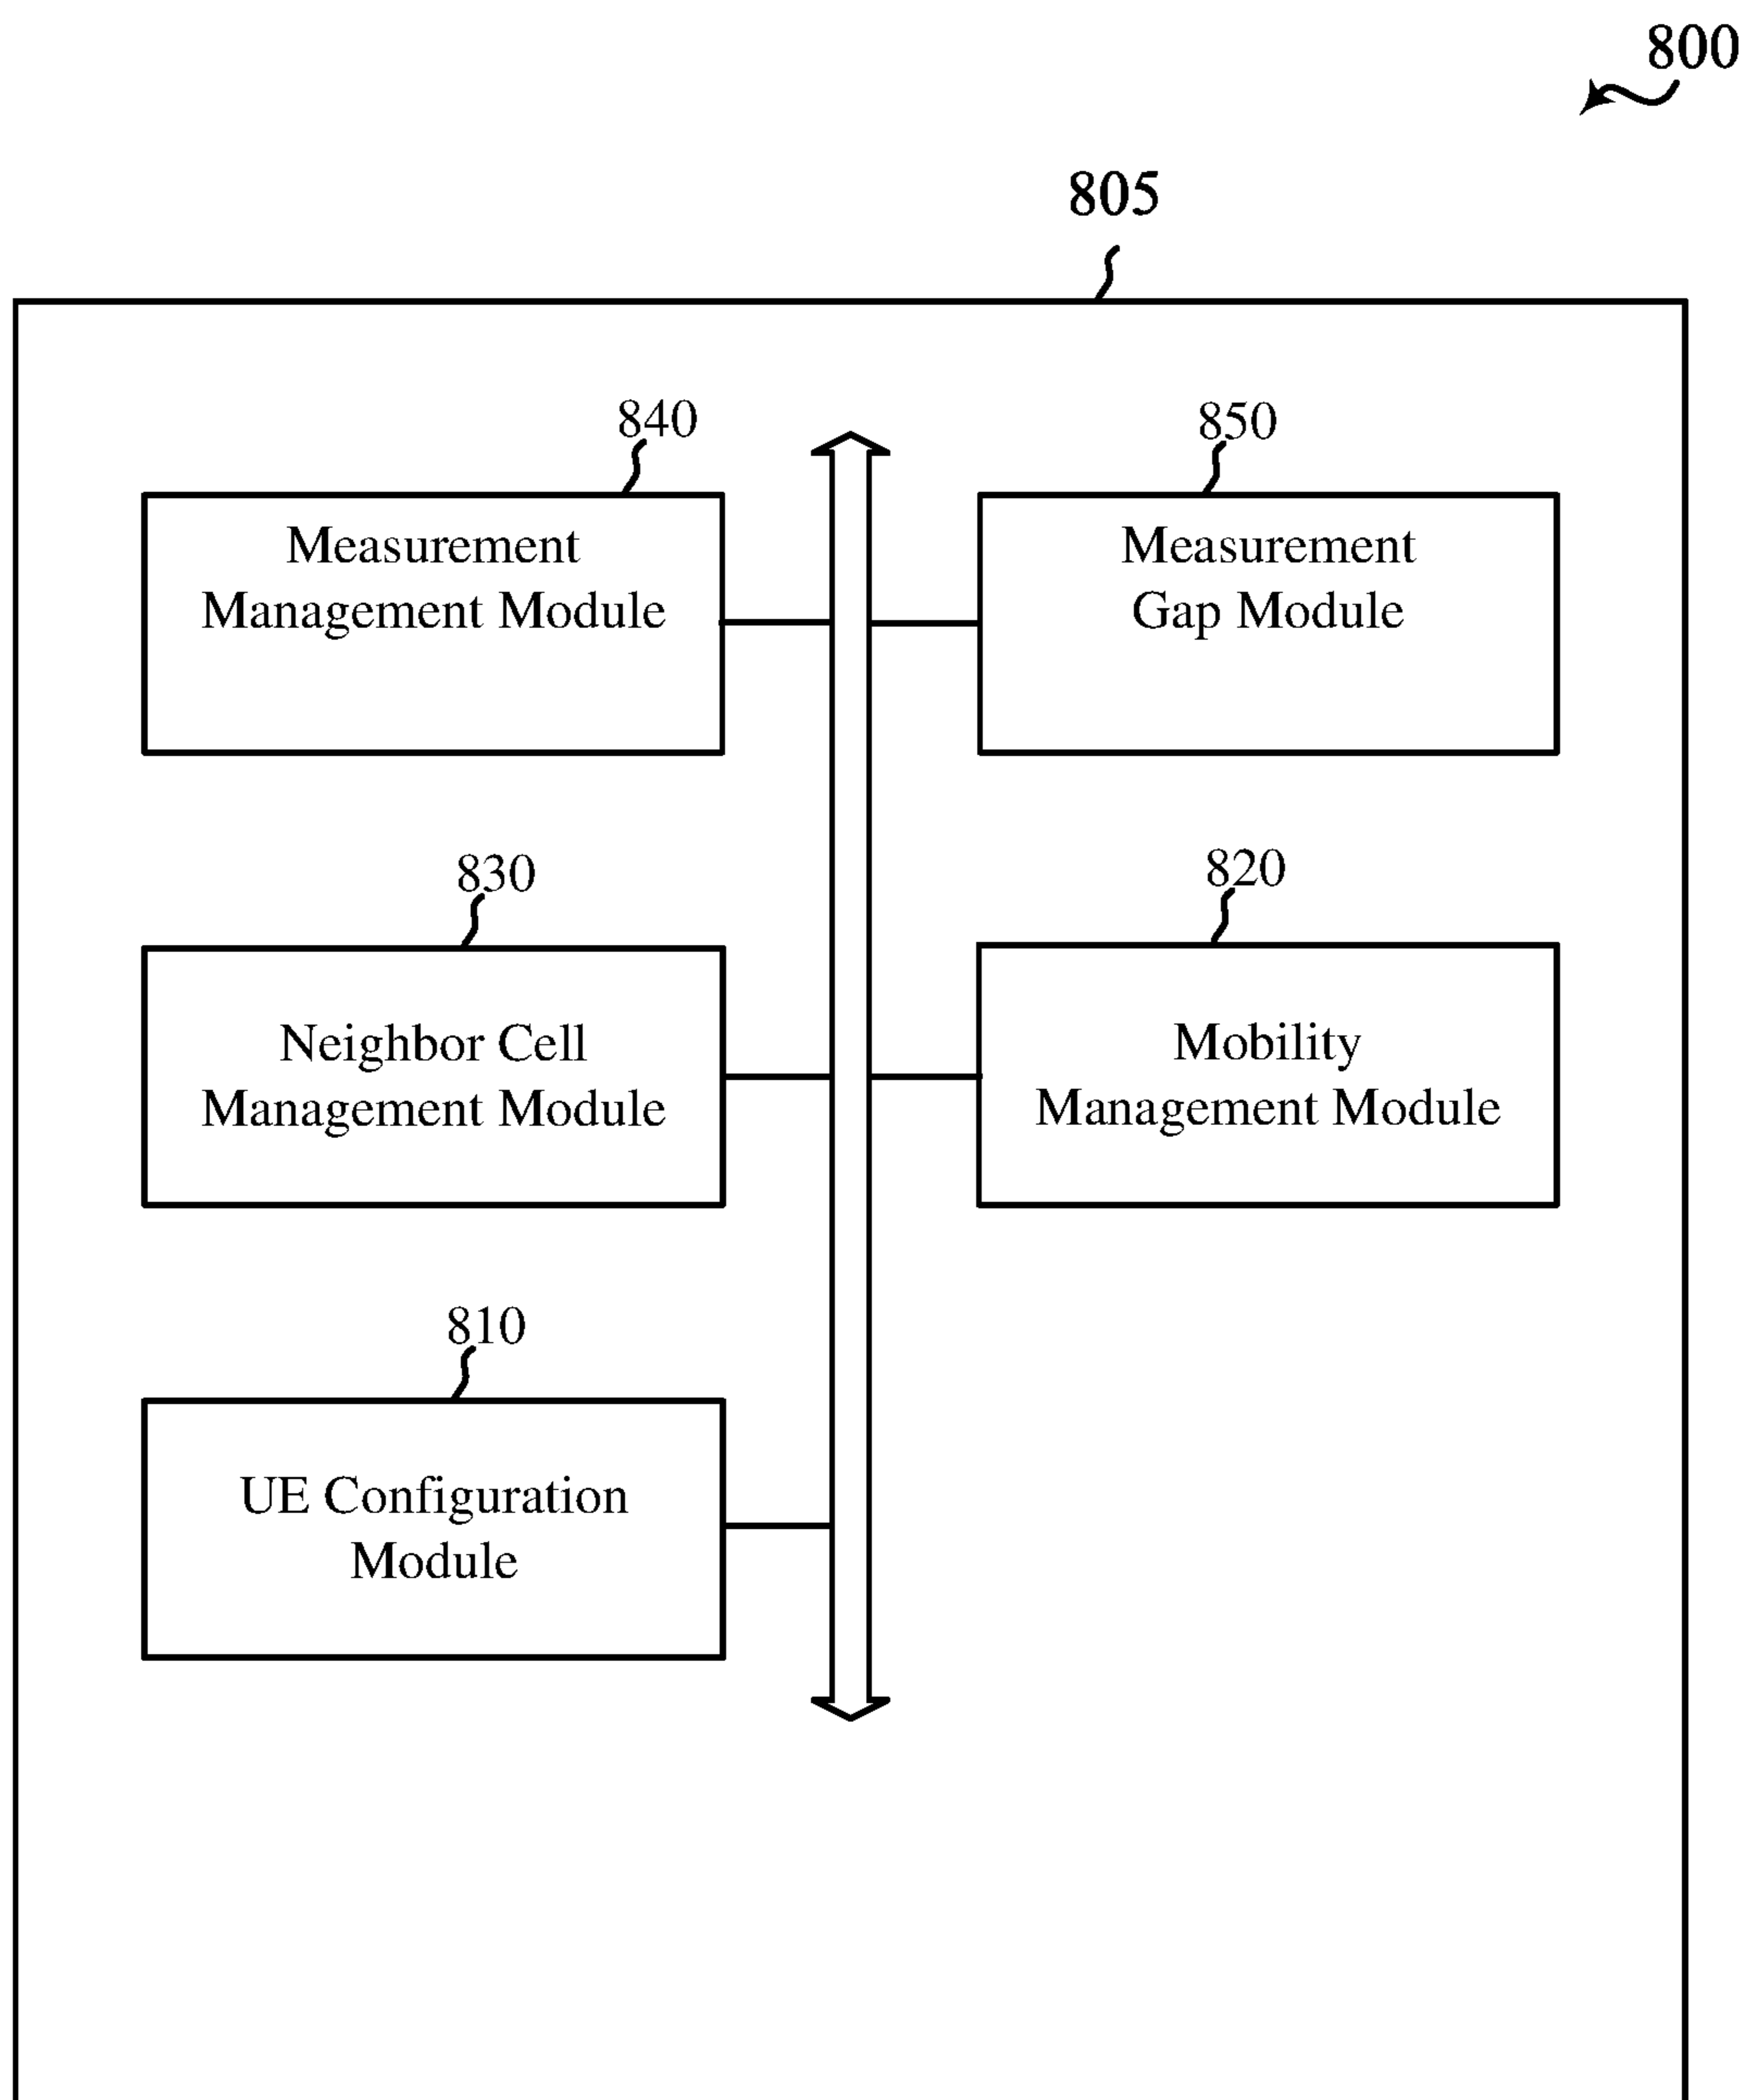 800
805
840
Measurement
Management Module
850
Measurement
Gap Module
830
Neighbor Cell
Management Module
820
Mobility
Management Module
810
UE Configuration
Module